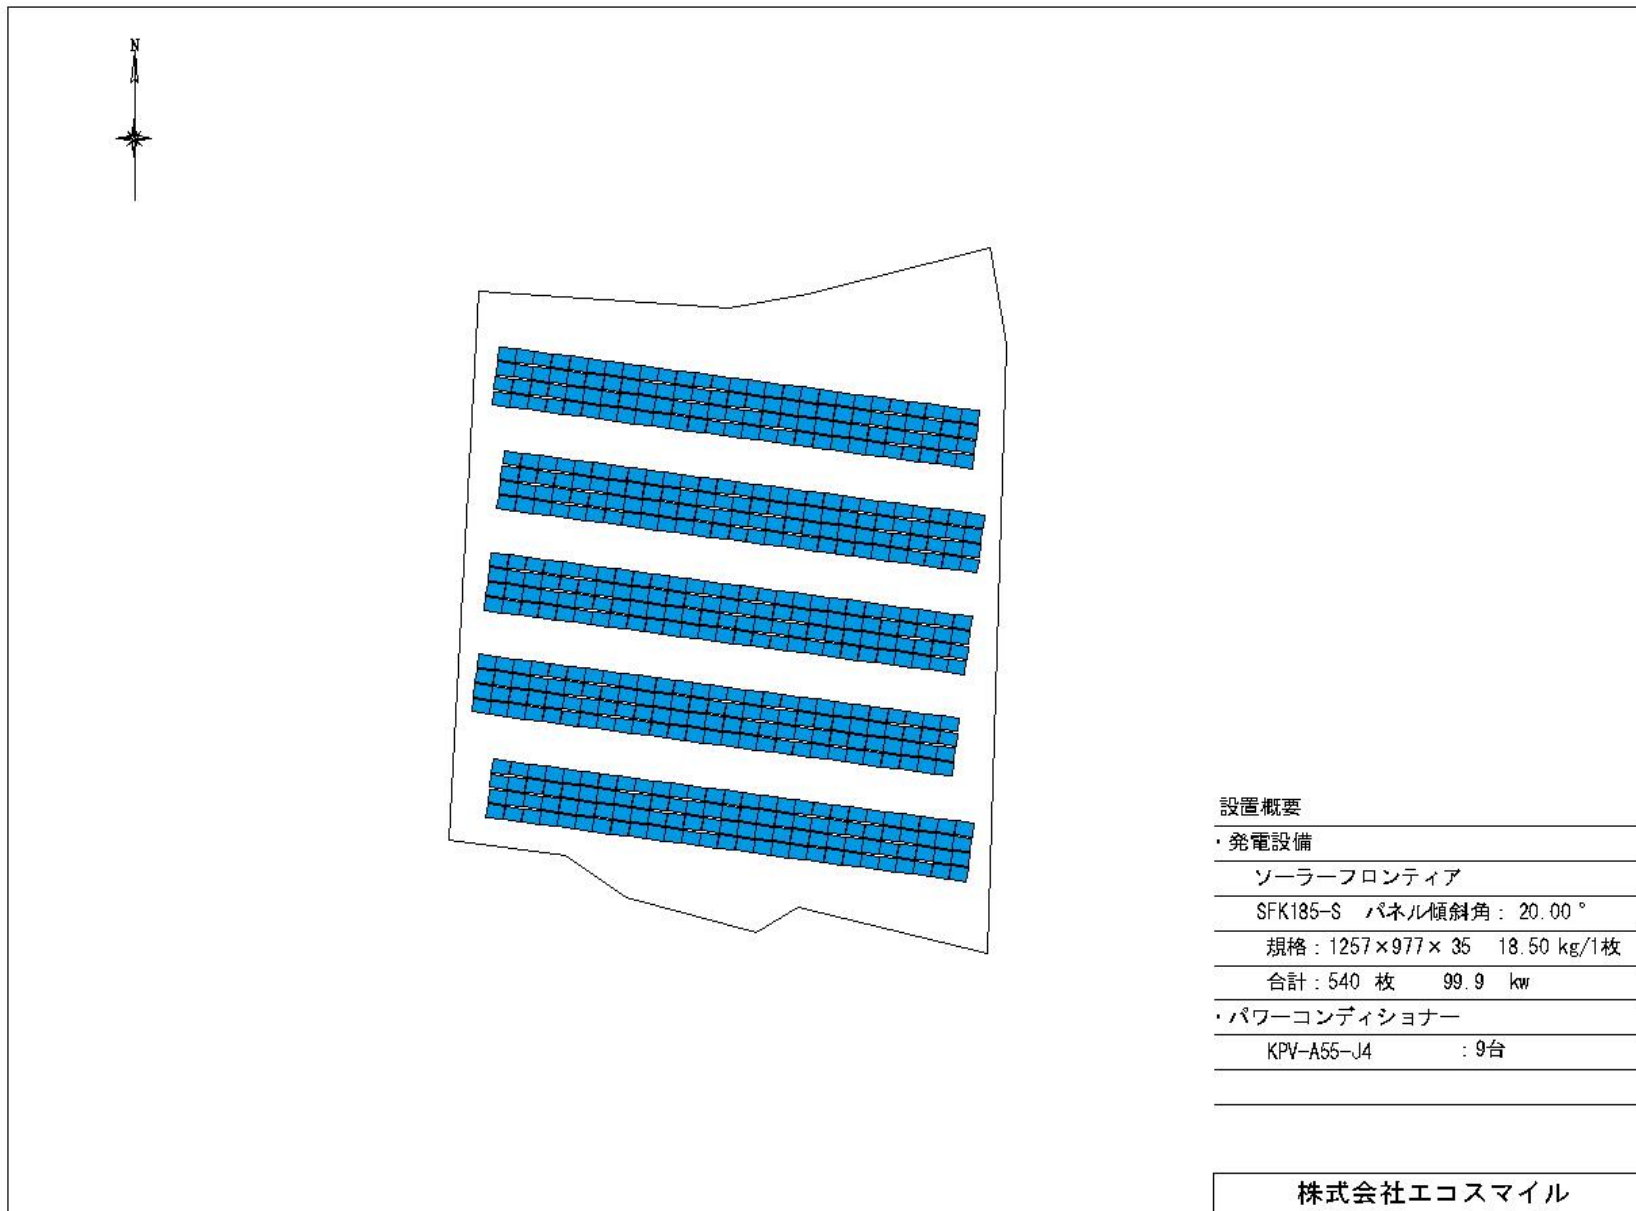 N
設置概要
・発電設備
ソーラーフロンティア
SFK185-S パネル傾斜角： 20.00 °
規格：1257×977× 35 18.50 kg/1枚
合計：540 枚 99.9 kw
・パワーコンディショナー
KPV-A55-J4 ：9台
株式会社エコスマイル